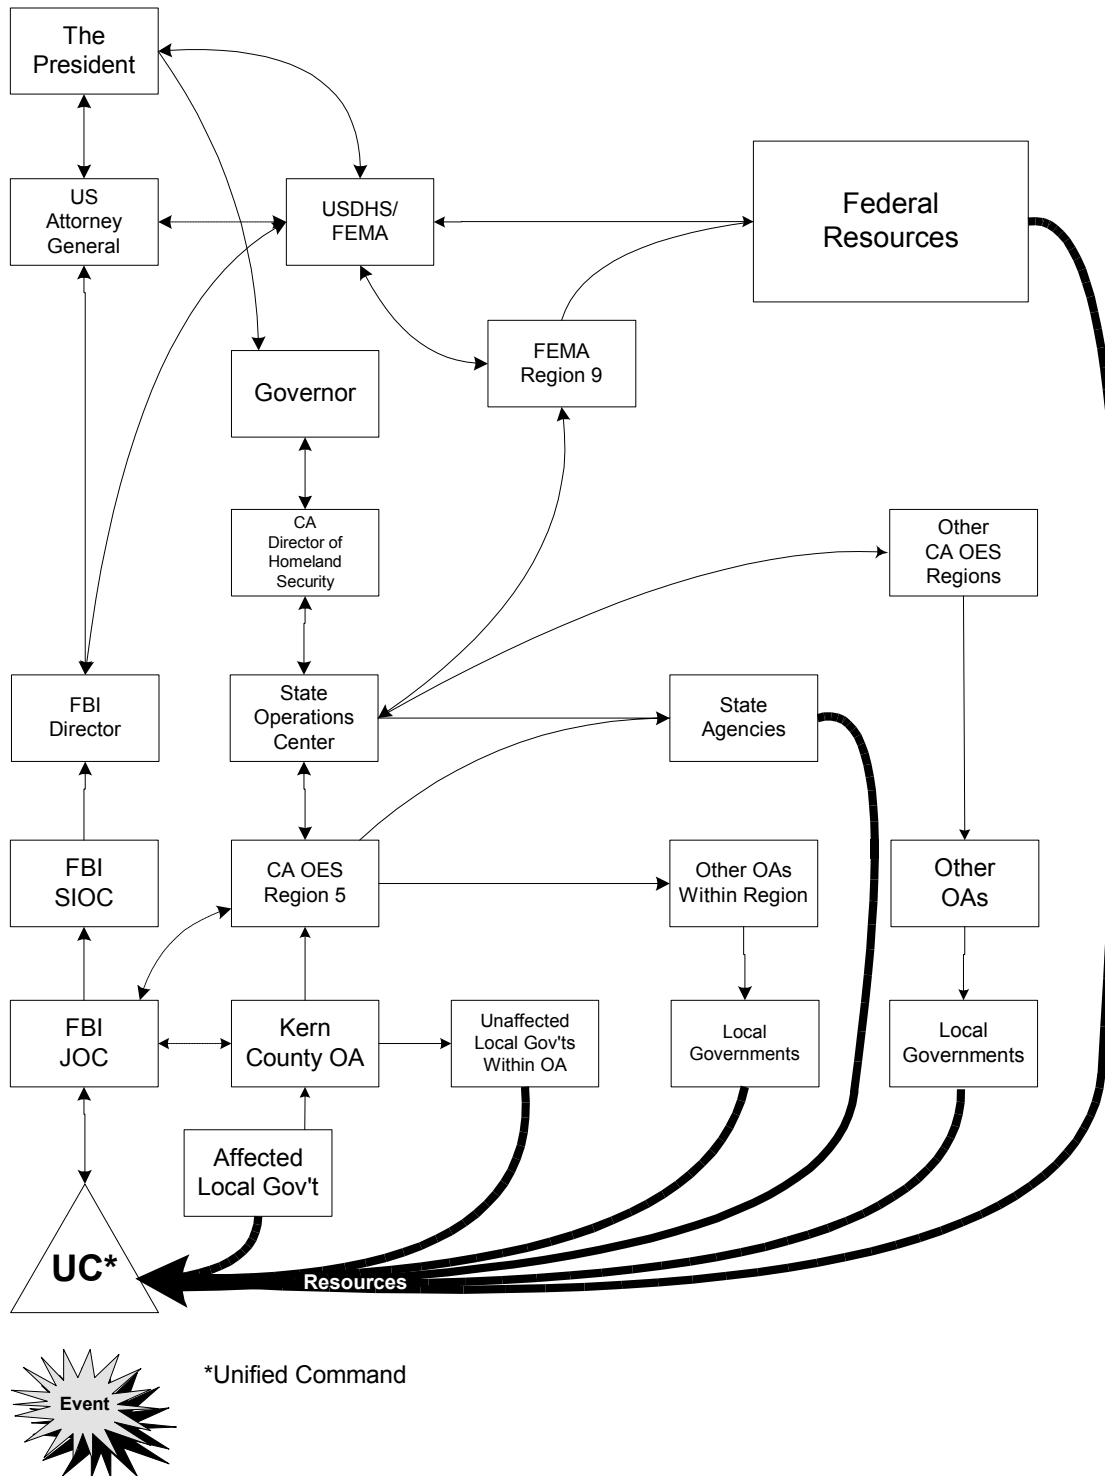 The
President
US
Attorney
General
USDHS/
FEMA
Federal
Resources
FEMA
Region 9
Governor
CA
Director of
Homeland
Security
Other
CA OES
Regions
FBI
Director
State
Operations
Center
State
Agencies
FBI
SIOC
CA OES
Region 5
Other OAs
Within Region
Other
OAs
FBI
JOC
Kern
County OA
Unaffected
Local Gov'ts
Within OA
Local
Governments
Local
Governments
Affected
Local Gov't
UC*
Resources
*Unified Command
Event